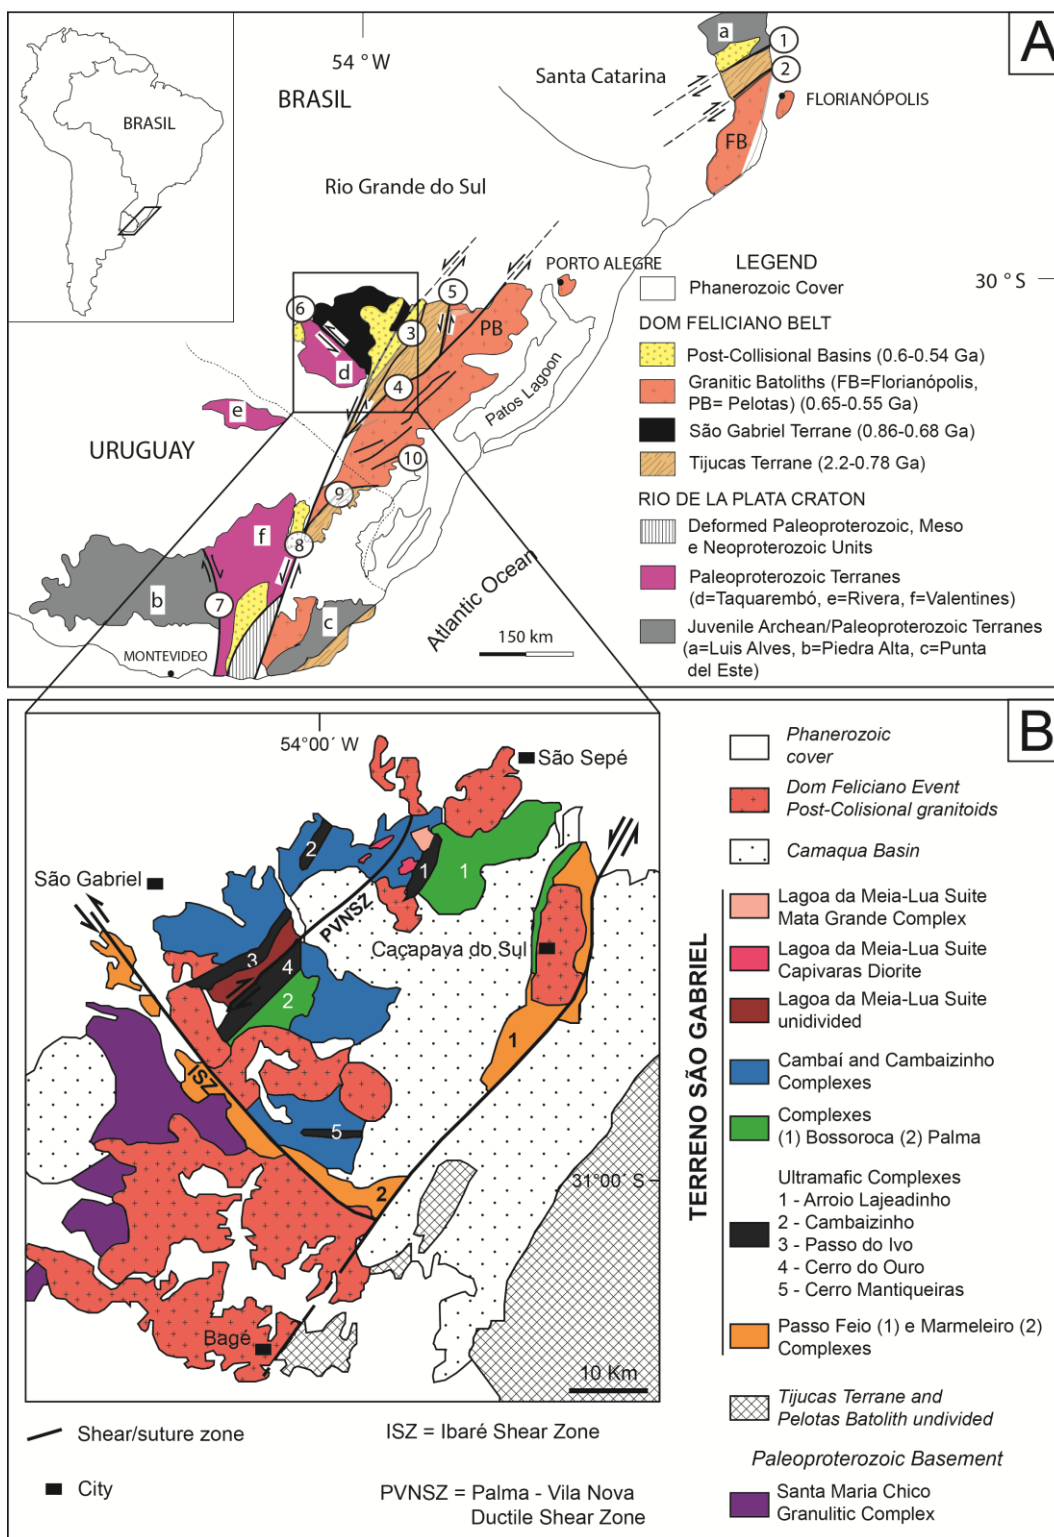 A
54 ° W
BRASIL
BRASIL
Santa Catarina
a
1
2
FLORIANÓPOLIS
FB
Rio Grande do Sul
PORTO ALEGRE
30 ° S
6
5
3
PB
d
4
Patos Lagoon
e
URUGUAY
10
9
f
8
b
7
c
MONTEVIDEO
Atlantic Ocean
150 km
LEGEND
Phanerozoic Cover
DOM FELICIANO BELT
Post-Collisional Basins (0.6-0.54 Ga)
Granitic Batoliths (FB=Florianópolis,
PB= Pelotas) (0.65-0.55 Ga)
São Gabriel Terrane (0.86-0.68 Ga)
Tijucas Terrane (2.2-0.78 Ga)
RIO DE LA PLATA CRATON
Deformed Paleoproterozoic, Meso
e Neoproterozoic Units
Paleoproterozoic Terranes
(d=Taquarembó, e=Rivera, f=Valentines)
Juvenile Archean/Paleoproterozoic Terranes
(a=Luis Alves, b=Piedra Alta, c=Punta
del Este)
B
54°00´ W
São Sepé
2
1
1
São Gabriel
PVNSZ
Caçapaya do Sul
3
4
2
1
ISZ
5
2
31°00´ S
Bagé
10 Km
Shear/suture zone
City
ISZ = Ibaré Shear Zone
PVNSZ = Palma - Vila Nova
Ductile Shear Zone
Phanerozoic
cover
Dom Feliciano Event
Post-Colisional granitoids
Camaqua Basin
TERRENO SÃO GABRIEL
Lagoa da Meia-Lua Suite
Mata Grande Complex
Lagoa da Meia-Lua Suite
Capivaras Diorite
Lagoa da Meia-Lua Suite
unidivided
Cambaí and Cambaizinho
Complexes
Complexes
(1) Bossoroca (2) Palma
Ultramafic Complexes
1 - Arroio Lajeadinho
2 - Cambaizinho
3 - Passo do Ivo
4 - Cerro do Ouro
5 - Cerro Mantiqueiras
Passo Feio (1) e Marmeleiro (2)
Complexes
Tijucas Terrane and
Pelotas Batolith undivided
Paleoproterozoic Basement
Santa Maria Chico
Granulitic Complex